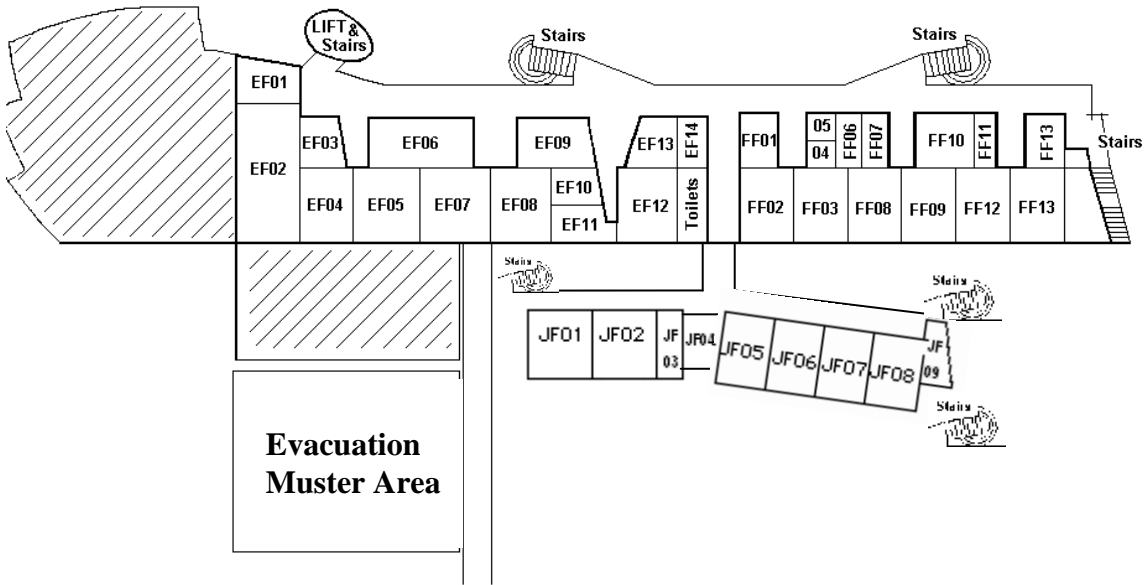 LIFT &
Stairs
Stairs
Stairs
EF01
EF03
EF06
EF09
EF13
EF14
FF01
05
04
FF06
FF07
FF10
FF11
FF13
Stairs
EF02
EF04
EF05
EF07
EF08
EF10
EF11
EF12
Toilets
FF02
FF03
FF08
FF09
FF12
FF13
Stairs
Stairs
JF01
JF02
JF
03
JF04
JF05
JF06
JF07
JF08
JF
09
Stairs
Evacuation
Muster Area